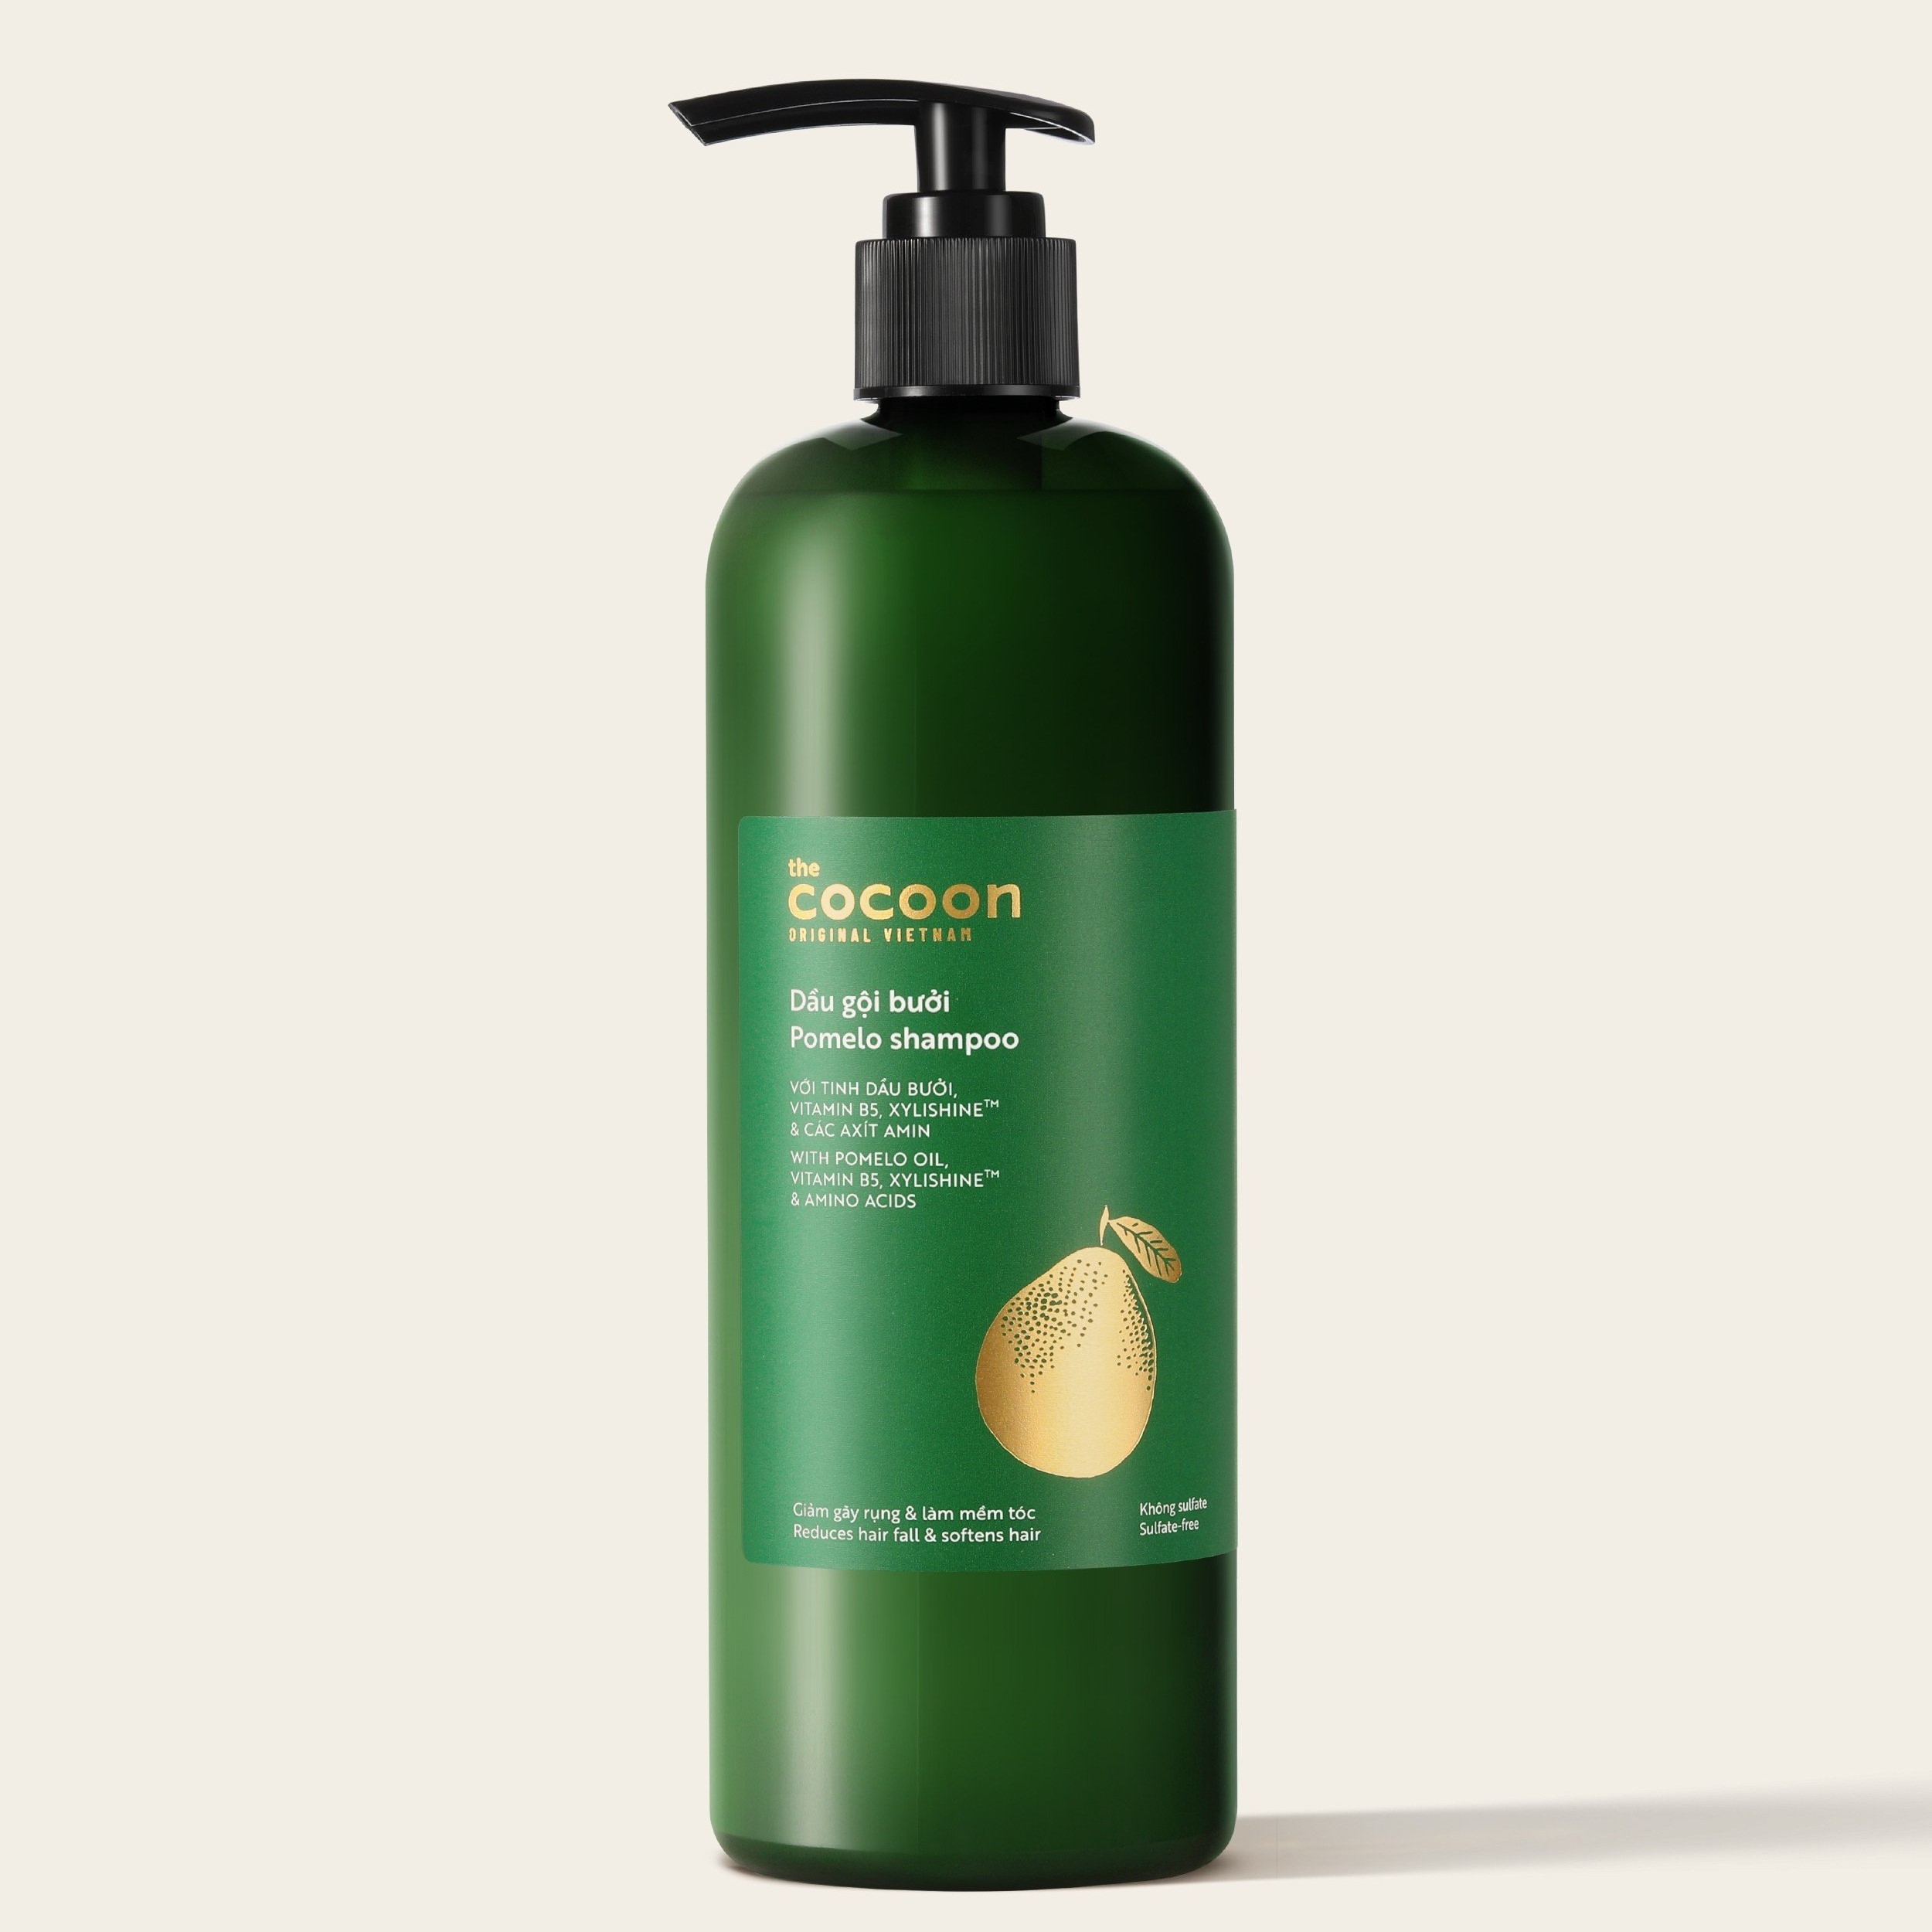 the
cocoon
ORIGINAL VIETNAM
Dầu gội bưởi
Pomelo shampoo
VỚI TINH DẦU BƯỞI,
VITAMIN B5, XYLISHINE™
& CÁC AXÍT AMIN
WITH POMELO OIL,
VITAMIN B5, XYLISHINE™
& AMINO ACIDS
Giảm gãy rụng & làm mềm tóc
Reduces hair fall & softens hair
Không sulfate
Sulfate-free